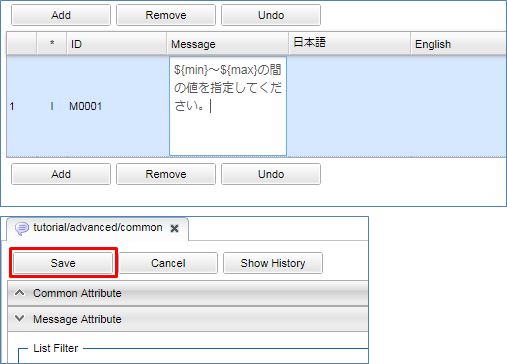 Add Remove Undo
* ID Message 日本語 English
1 I M0001 ${min}～${max}の間
の値を指定してくだ
さい。
Add Remove Undo
tutorial/advanced/common
Save Cancel Show History
Common Attribute
Message Attribute
List Filter